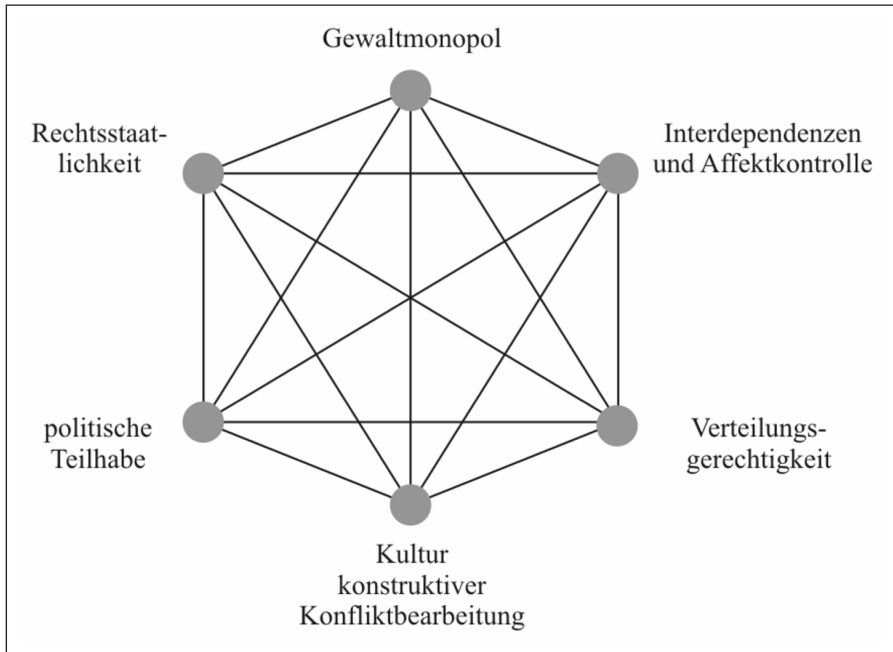 Gewaltmonopol
Rechtsstaat-
lichkeit
Interdependenzen
und Affektkontrolle
politische
Teilhabe
Verteilungs-
gerechtigkeit
Kultur
konstruktiver
Konfliktbearbeitung